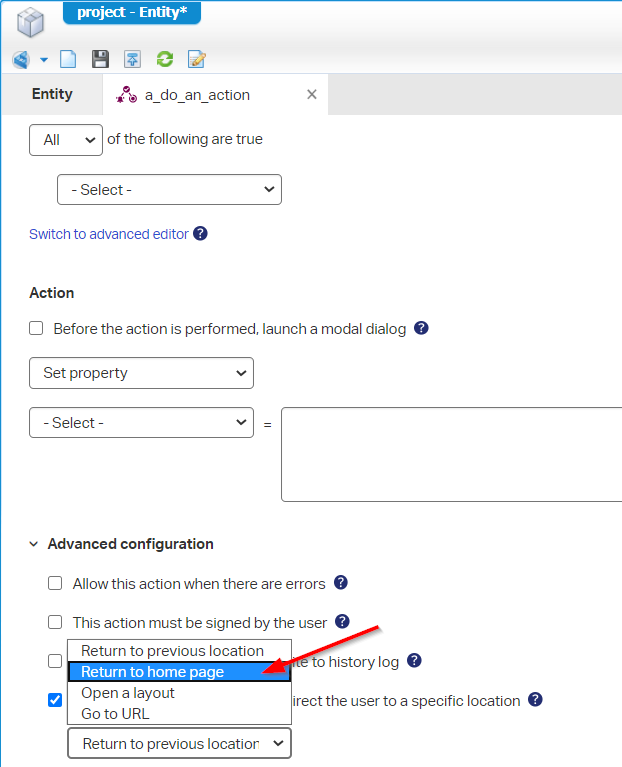 project - Entity*
Entity
a_do_an_action
All of the following are true
- Select -
Switch to advanced editor ?
Action
Before the action is performed, launch a modal dialog ?
Set property
- Select - =
Advanced configuration
Allow this action when there are errors ?
This action must be signed by the user ?
Return to previous location
te to history log ?
Return to home page
Open a layout
irect the user to a specific location ?
Go to URL
Return to previous location